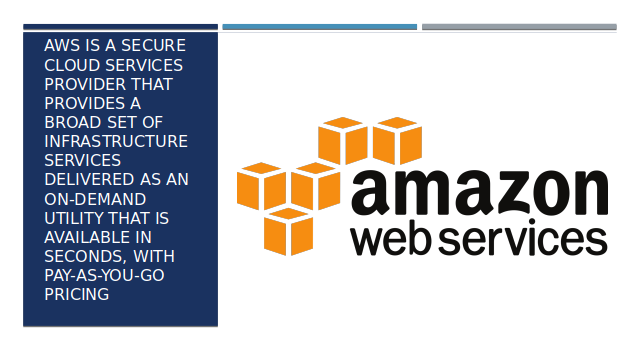 AWS IS A SECURE
CLOUD SERVICES
PROVIDER THAT
PROVIDES A
BROAD SET OF
INFRASTRUCTURE
SERVICES
DELIVERED AS AN
ON-DEMAND
UTILITY THAT IS
AVAILABLE IN
SECONDS, WITH
PAY-AS-YOU-GO
PRICING
amazon
web services